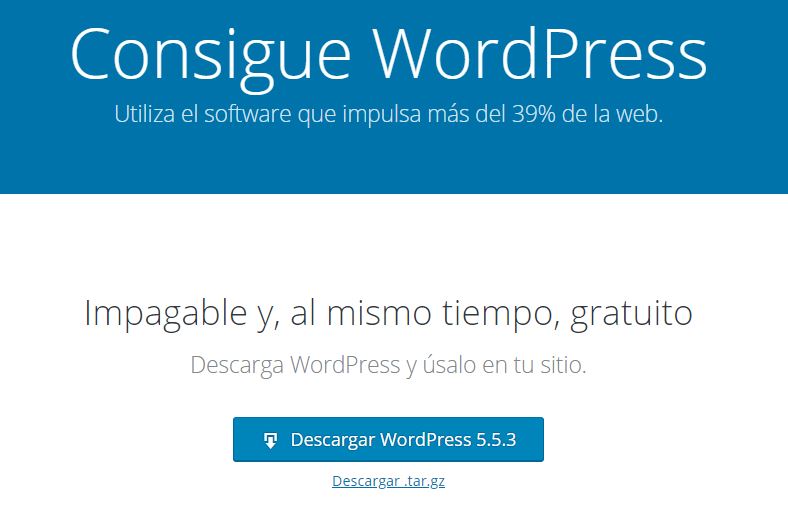 Consigue WordPress
Utiliza el software que impulsa más del 39% de la web.
Impagable y, al mismo tiempo, gratuito
Descarga WordPress y úsalo en tu sitio.
Descargar WordPress 5.5.3
Descargar .tar.gz